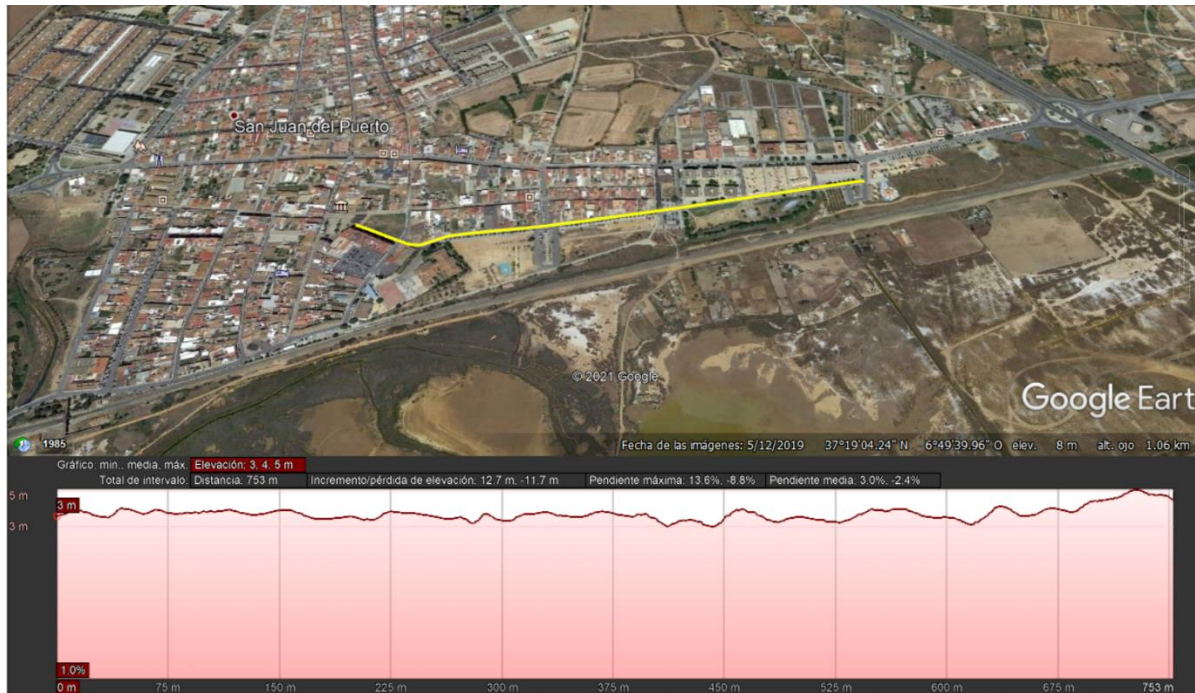 San Juan del Puerto
© 2021 Google
Google Eart
1985
Fecha de las imágenes: 5/12/2019 37°19'04.24" N 6°49'39.96" O elev. 8 m alt. ojo 1.06 km
Gráfico: mín., media, máx. Elevación: 3, 4, 5 m
Total de intervalo: Distancia: 753 m Incremento/pérdida de elevación: 12.7 m, -11.7 m Pendiente máxima: 13.6%, -8.8% Pendiente media: 3.0%, -2.4%
5 m
3 m
3 m
1.0%
0 m 75 m 150 m 225 m 300 m 375 m 450 m 525 m 600 m 675 m 753 m